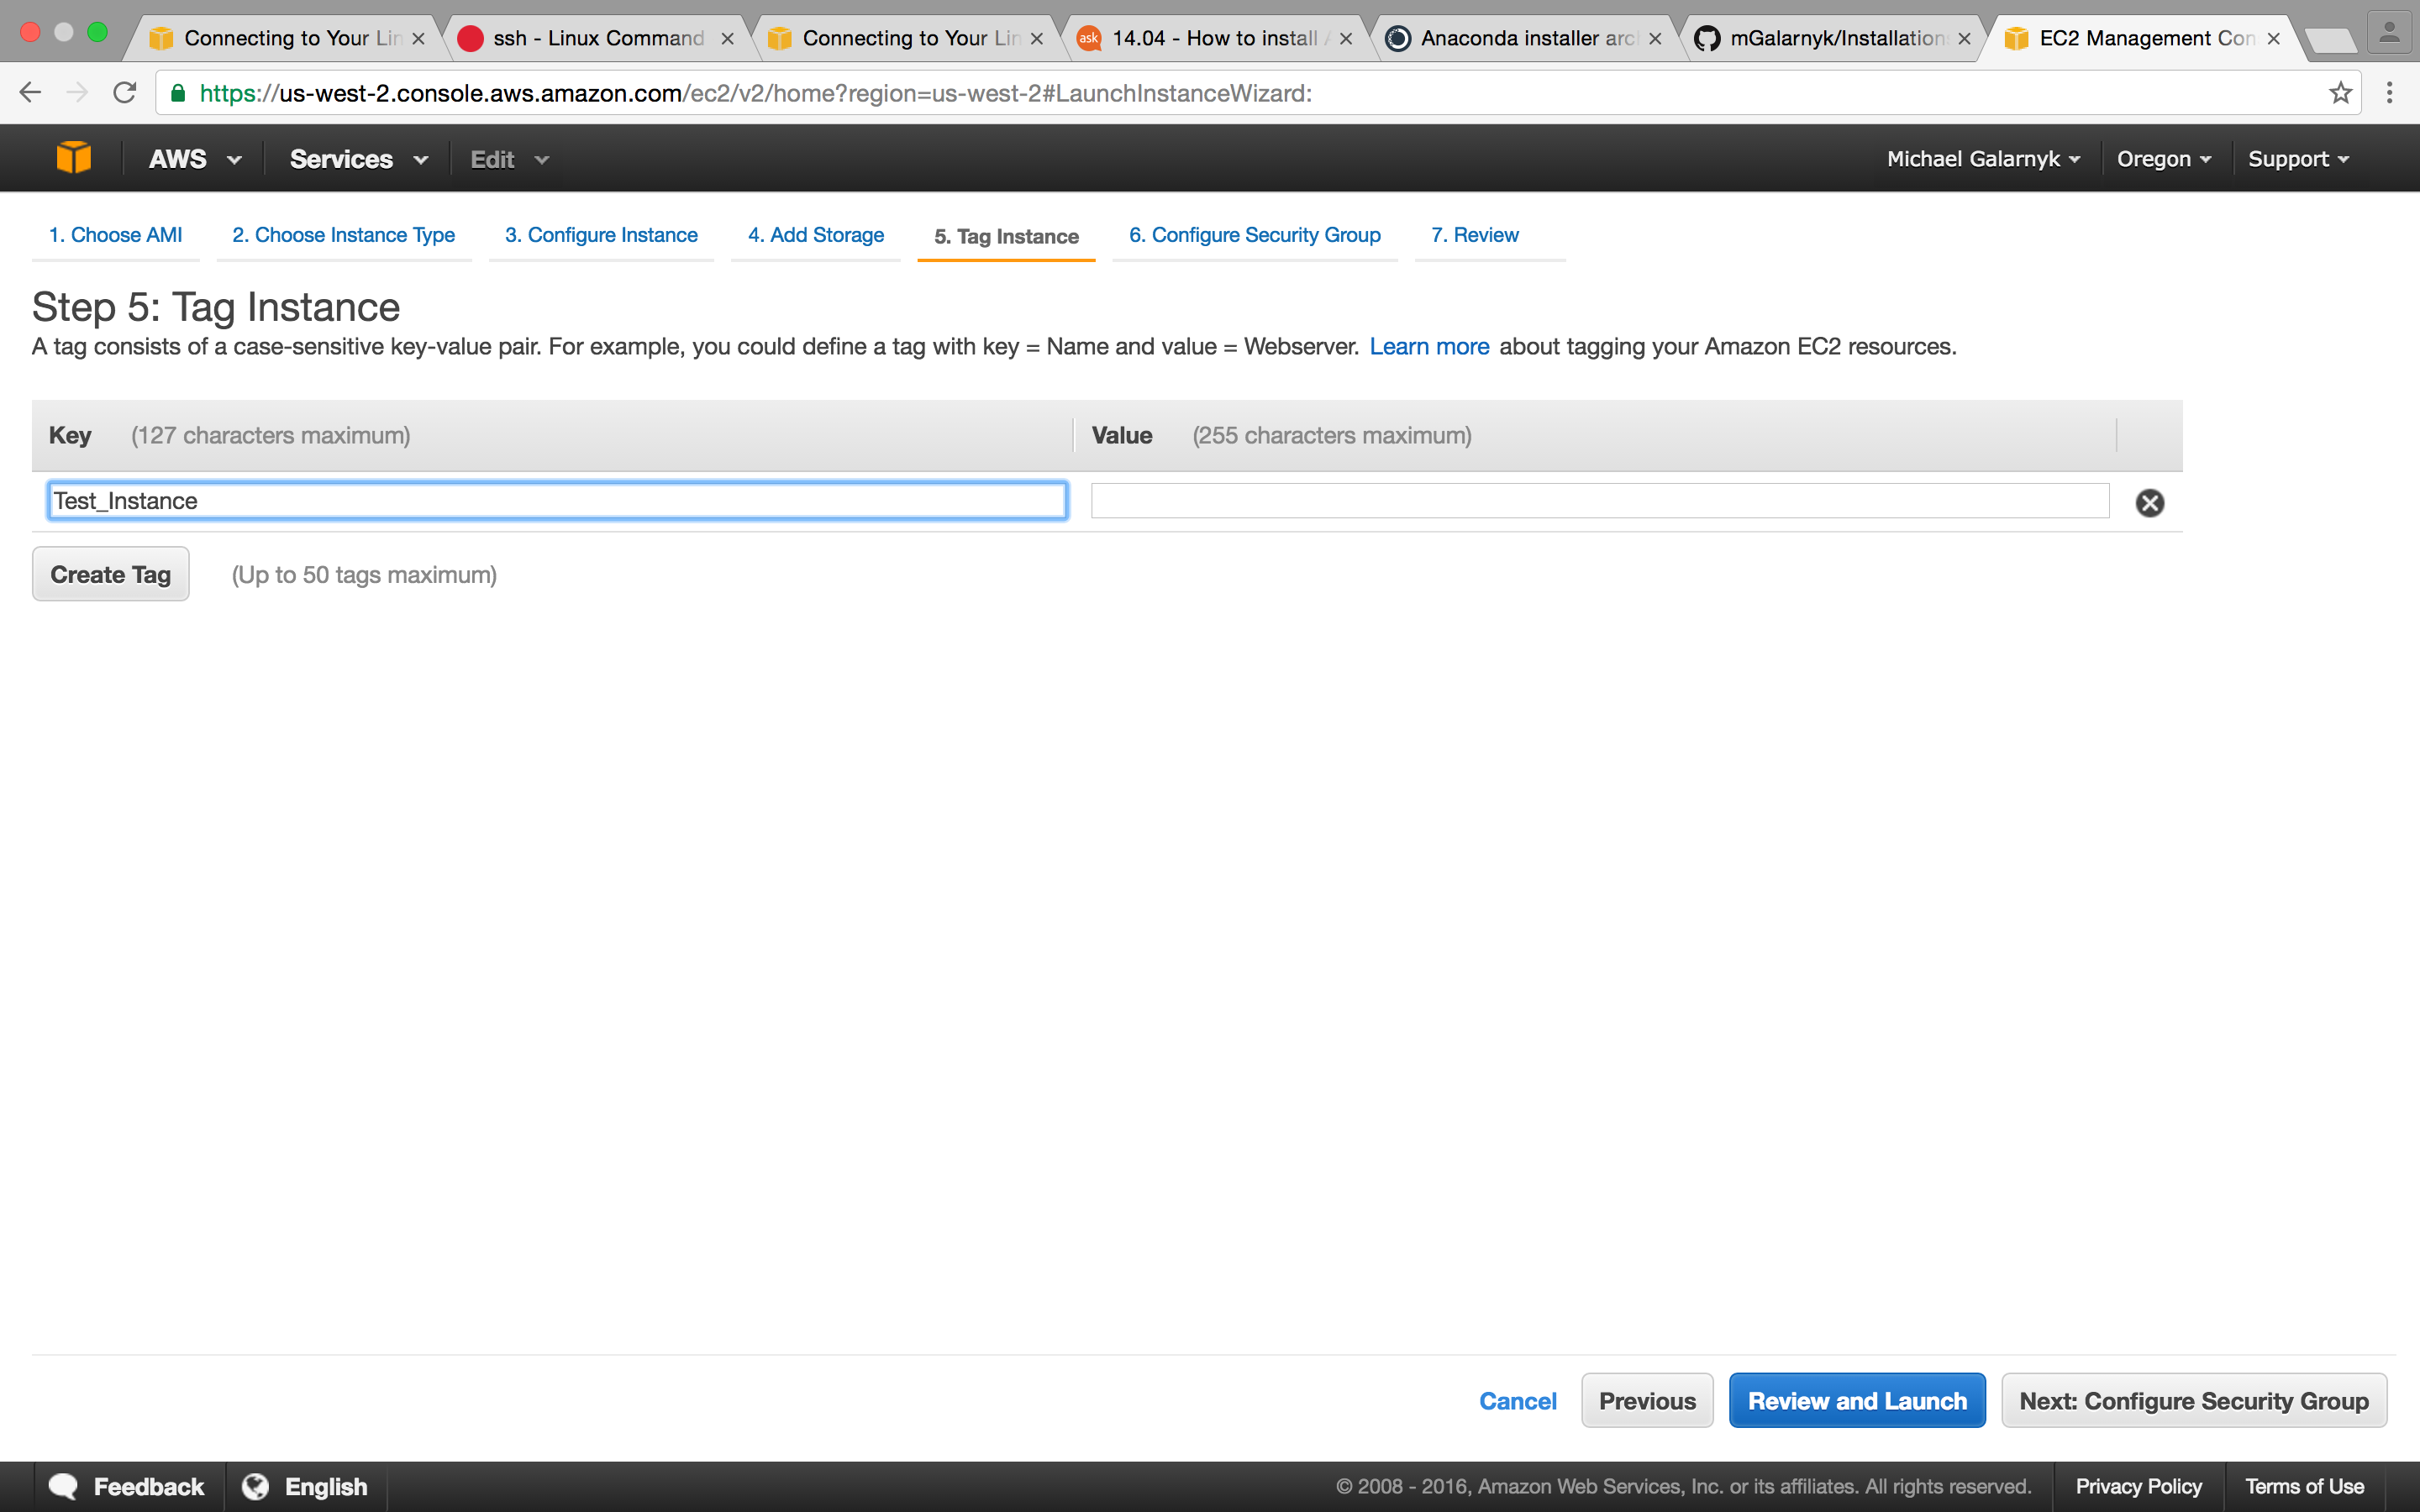 Connecting to Your Lin
ssh - Linux Command
Connecting to Your Lin
ask
14.04 - How to install A
Anaconda installer arc
mGalarnyk/Installation
EC2 Management Con
https://us-west-2.console.aws.amazon.com/ec2/v2/home?region=us-west-2#LaunchInstanceWizard:
AWS Services Edit Michael Galarnyk Oregon Support
1. Choose AMI 2. Choose Instance Type 3. Configure Instance 4. Add Storage 5. Tag Instance 6. Configure Security Group 7. Review
Step 5: Tag Instance
A tag consists of a case-sensitive key-value pair. For example, you could define a tag with key = Name and value = Webserver. Learn more about tagging your Amazon EC2 resources.
Key (127 characters maximum) Value (255 characters maximum)
Test_Instance
Create Tag (Up to 50 tags maximum)
Cancel Previous Review and Launch Next: Configure Security Group
Feedback English © 2008 - 2016, Amazon Web Services, Inc. or its affiliates. All rights reserved. Privacy Policy Terms of Use